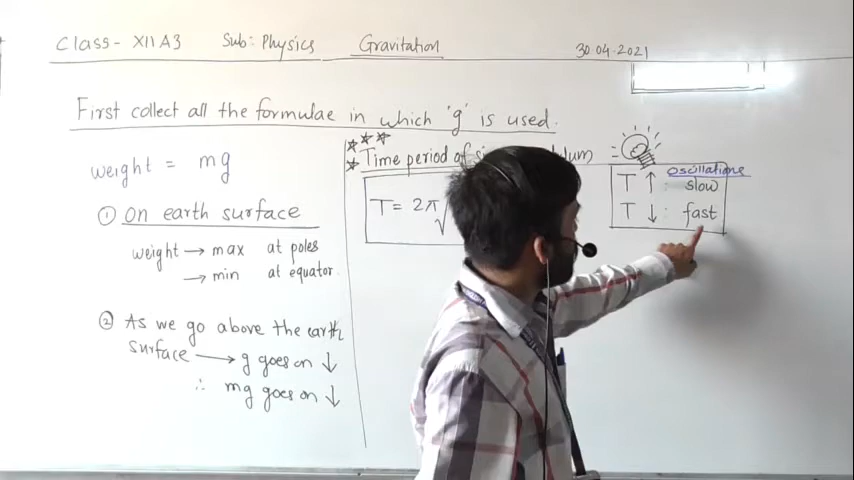 Class- XII A3 Sub: Physics Gravitation 30.04.2021
First collect all the formulae in which 'g' is used.
weight = mg
① On earth surface
weight → max at poles
→ min at equator.
② As we go above the earth
surface → g goes on ↓
∴ mg goes on ↓
Time period of
T = 2π √
oscillations
T ↑ : slow
T ↓ : fast